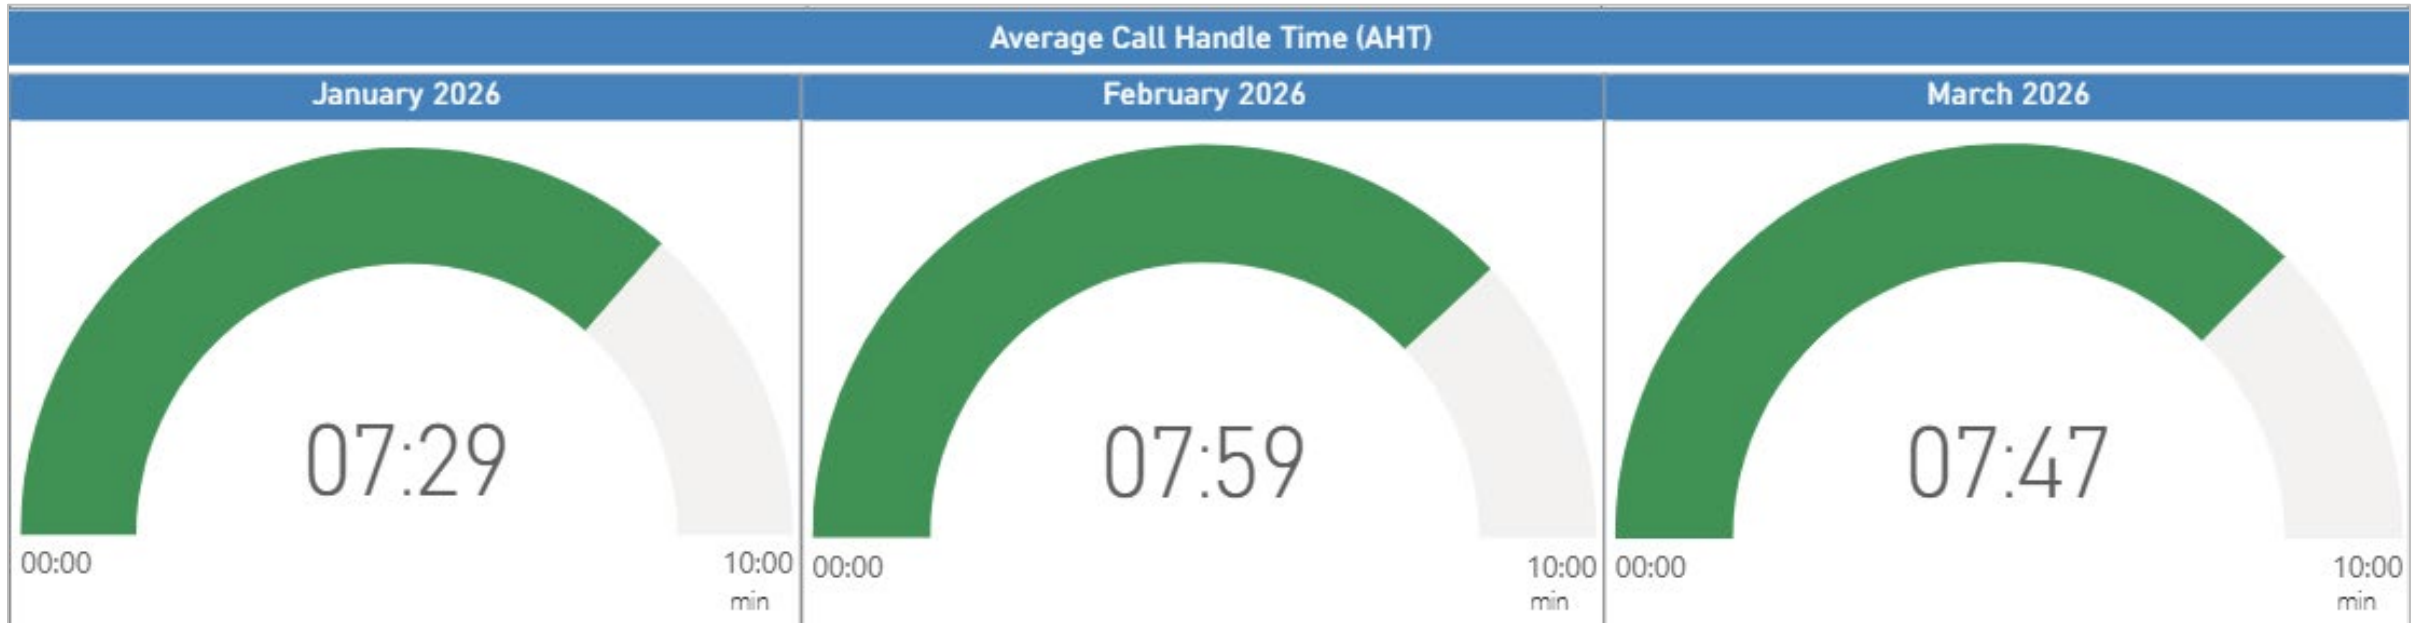 Average Call Handle Time (AHT)
January 2026
February 2026
March 2026
07:29
07:59
07:47
00:00
10:00
min
00:00
10:00
min
00:00
10:00
min